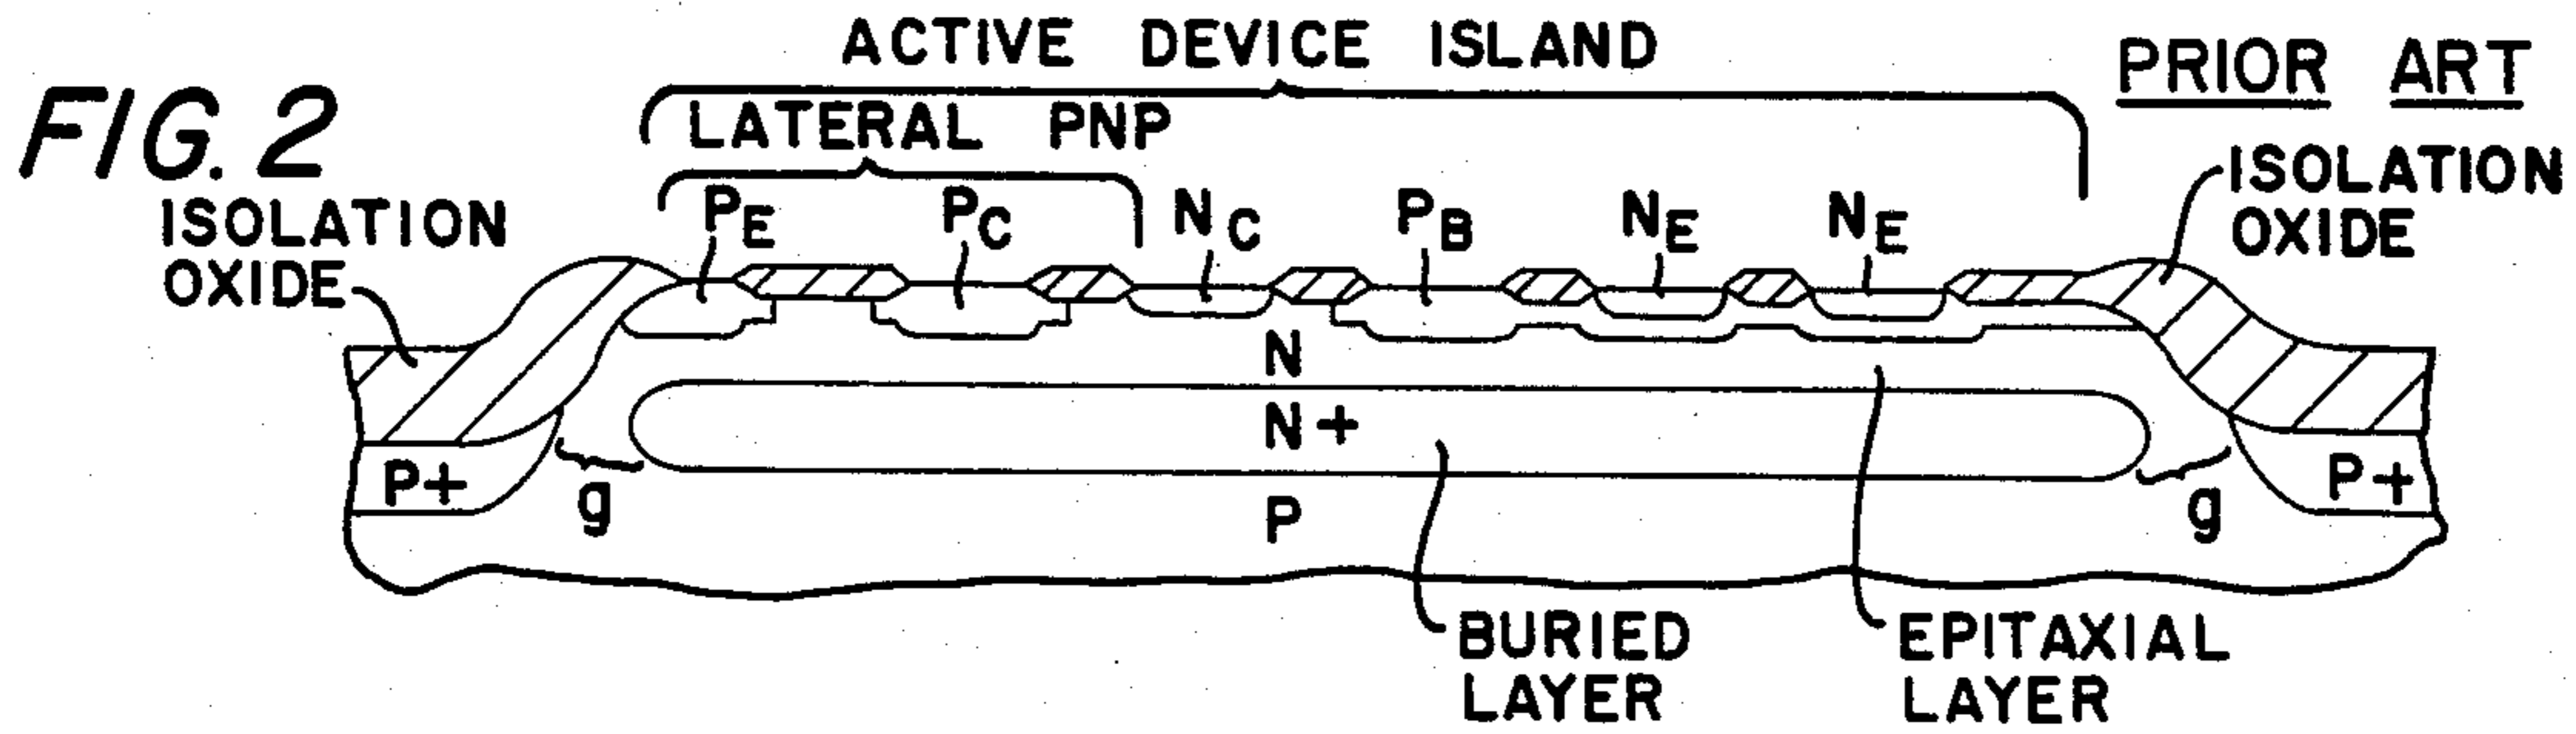 ACTIVE DEVICE ISLAND
PRIOR ART
FIG. 2
LATERAL PNP
ISOLATION
OXIDE
PE
PC
NC
PB
NE
NE
ISOLATION
OXIDE
N
N+
P+
g
P
g
P+
BURIED
LAYER
EPITAXIAL
LAYER